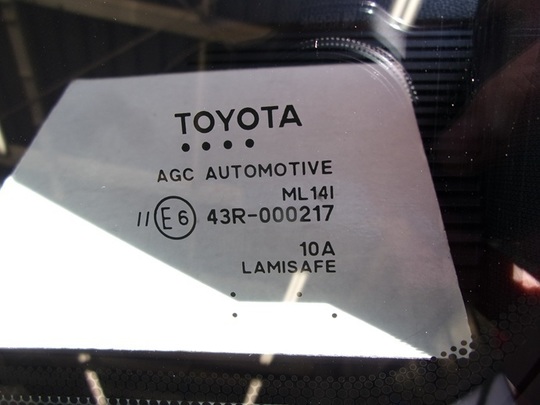 TOYOTA
AGC AUTOMOTIVE
ML14I
II E6 43R-000217
10A
LAMISAFE